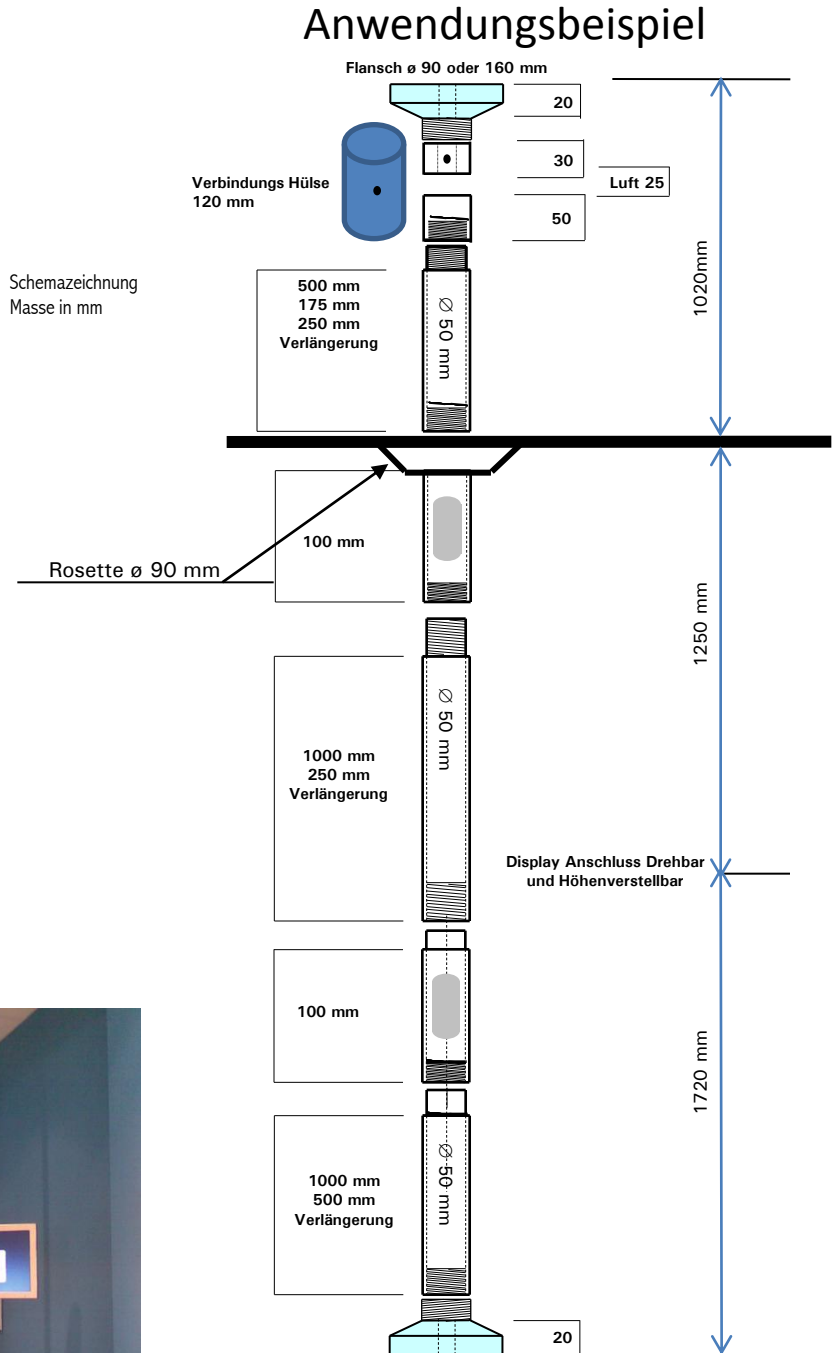 Anwendungsbeispiel
Flansch ø 90 oder 160 mm
20
30
Luft 25
50
Verbindungs Hülse
120 mm
Schemazeichnung
Masse in mm
500 mm
175 mm
250 mm
Verlängerung
Ø 50 mm
1020mm
100 mm
Rosette ø 90 mm
1250 mm
Ø 50 mm
1000 mm
250 mm
Verlängerung
Display Anschluss Drehbar
und Höhenverstellbar
100 mm
1720 mm
1000 mm
500 mm
Verlängerung
Ø 50 mm
20